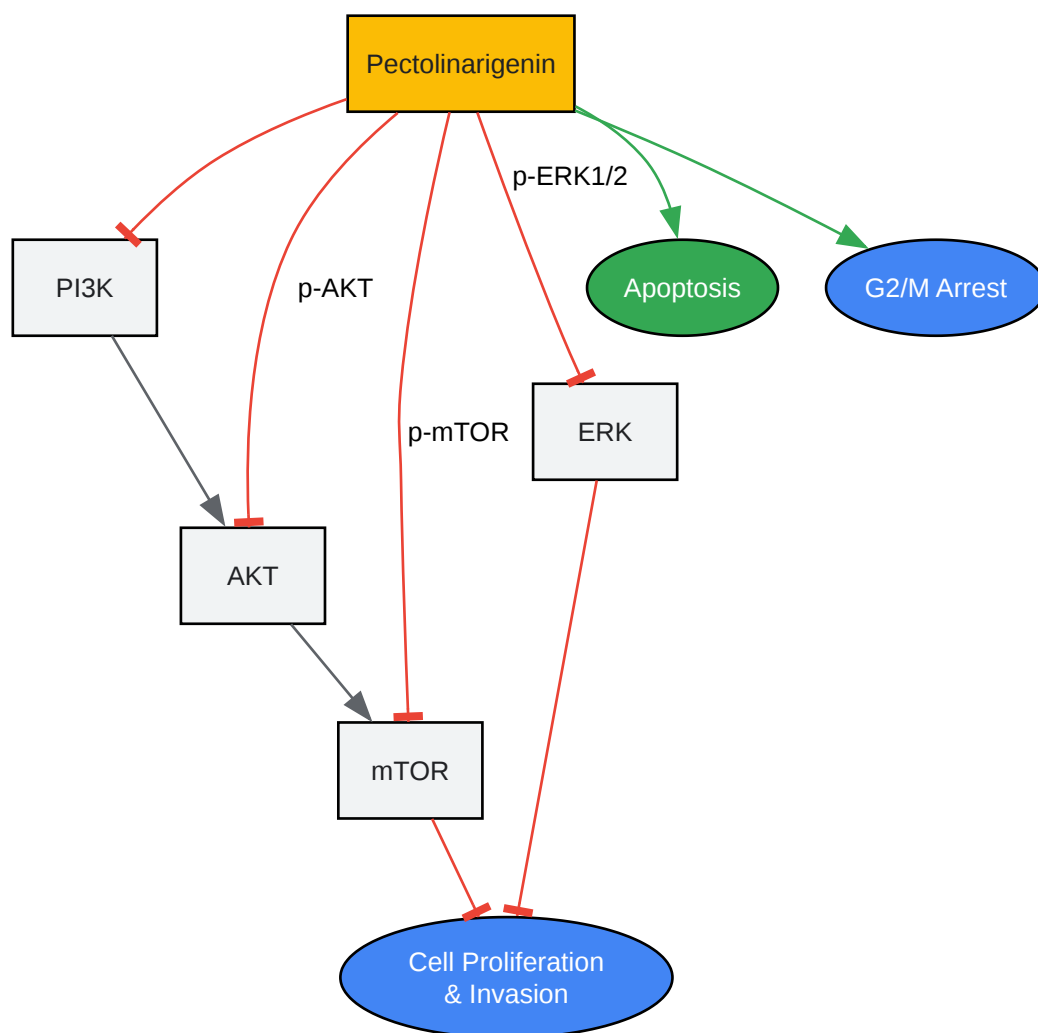 Pectolinarigenin
p-ERK1/2
PI3K
p-AKT
Apoptosis
G2/M Arrest
p-mTOR
ERK
AKT
mTOR
Cell Proliferation
& Invasion